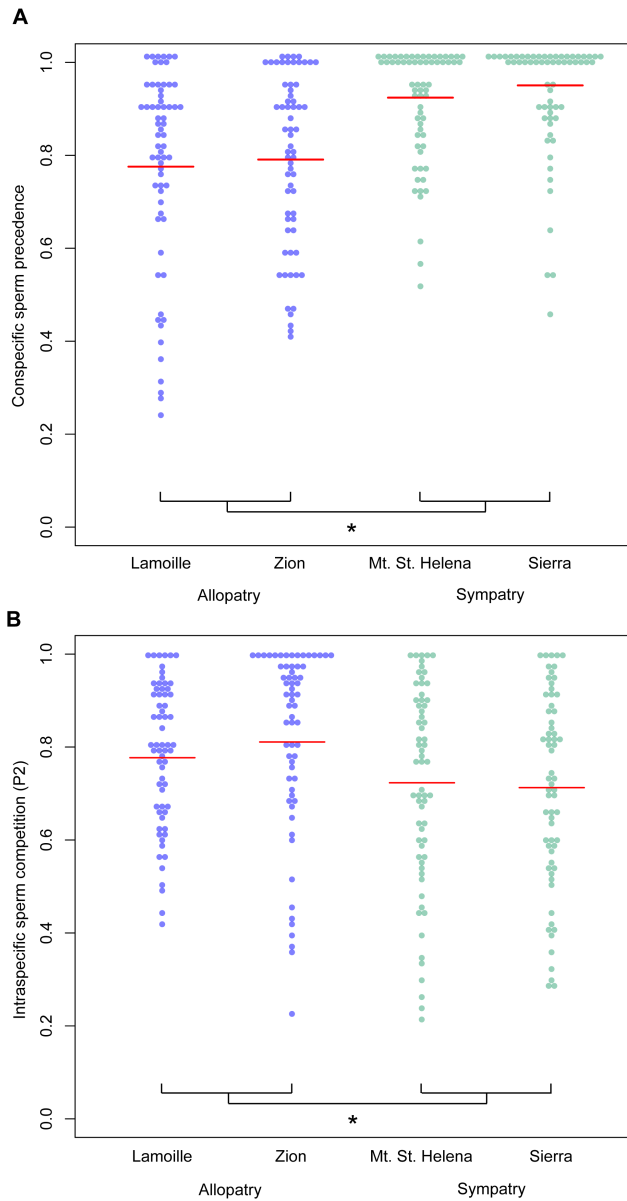 A
Conspecific sperm precedence
1.0
0.8
0.6
0.4
0.2
0.0
*
Lamoille Zion Mt. St. Helena Sierra
Allopatry Sympatry
B
Intraspecific sperm competition (P2)
1.0
0.8
0.6
0.4
0.2
0.0
*
Lamoille Zion Mt. St. Helena Sierra
Allopatry Sympatry